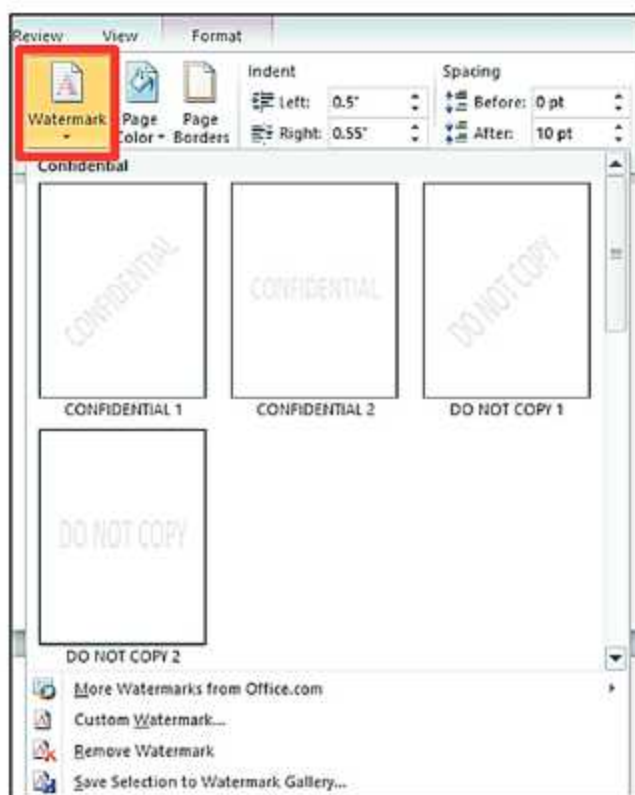 Review View Format
Watermark
Page Color
Page Borders
Indent
Left: 0.5"
Right: 0.55"
Spacing
Before: 0 pt
After: 10 pt
Confidential
CONFIDENTIAL
CONFIDENTIAL
DO NOT COPY
CONFIDENTIAL 1
CONFIDENTIAL 2
DO NOT COPY 1
DO NOT COPY
DO NOT COPY 2
More Watermarks from Office.com
Custom Watermark...
Remove Watermark
Save Selection to Watermark Gallery...